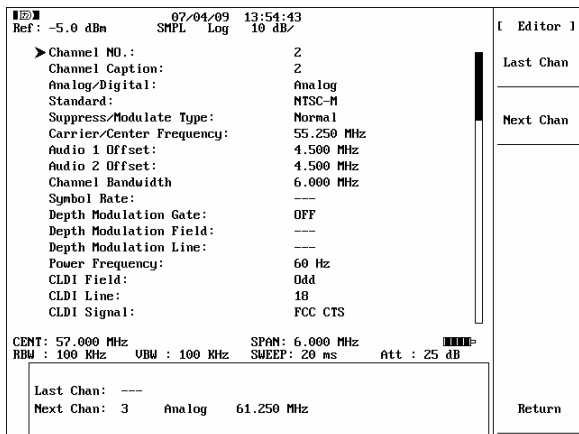 07/04/09 13:54:43
Ref: -5.0 dBm SMPL Log 10 dB/
[ Editor ]
Channel NO.: 2
Channel Caption: 2
Last Chan
Analog/Digital: Analog
Standard: NTSC-M
Suppress/Modulate Type: Normal
Next Chan
Carrier/Center Frequency: 55.250 MHz
Audio 1 Offset: 4.500 MHz
Audio 2 Offset: 4.500 MHz
Channel Bandwidth 6.000 MHz
Symbol Rate: ---
Depth Modulation Gate: OFF
Depth Modulation Field: ---
Depth Modulation Line: ---
Power Frequency: 60 Hz
CLDI Field: Odd
CLDI Line: 18
CLDI Signal: FCC CTS
CENT: 57.000 MHz SPAN: 6.000 MHz
RBW : 100 KHz VBW : 100 KHz SWEEP: 20 ms Att : 25 dB
Last Chan: ---
Next Chan: 3 Analog 61.250 MHz
Return